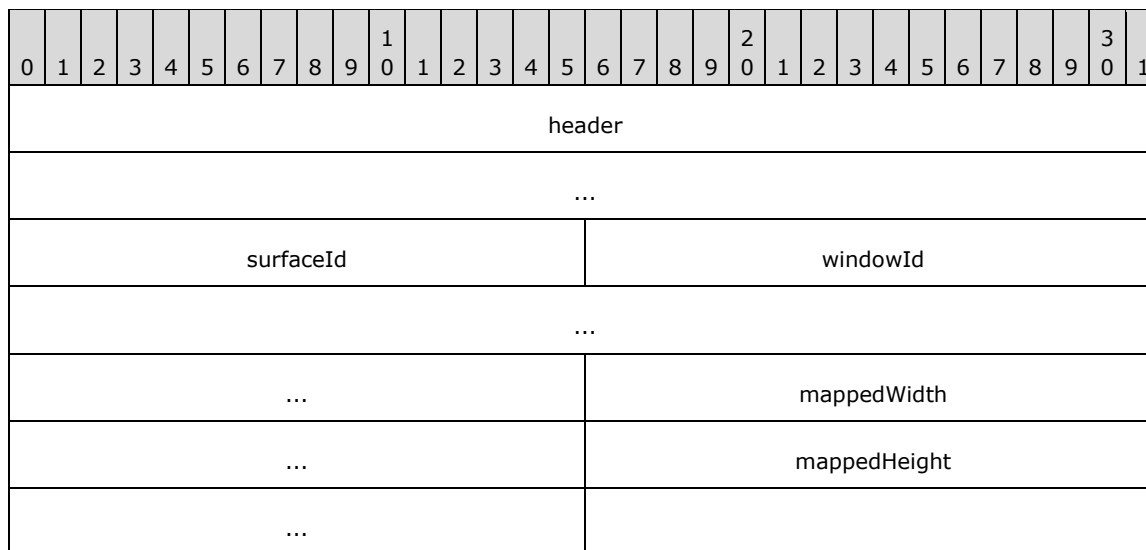 1 2 3
0 1 2 3 4 5 6 7 8 9 0 1 2 3 4 5 6 7 8 9 0 1 2 3 4 5 6 7 8 9 0 1
header
...
surfaceId windowId
...
... mappedWidth
... mappedHeight
...